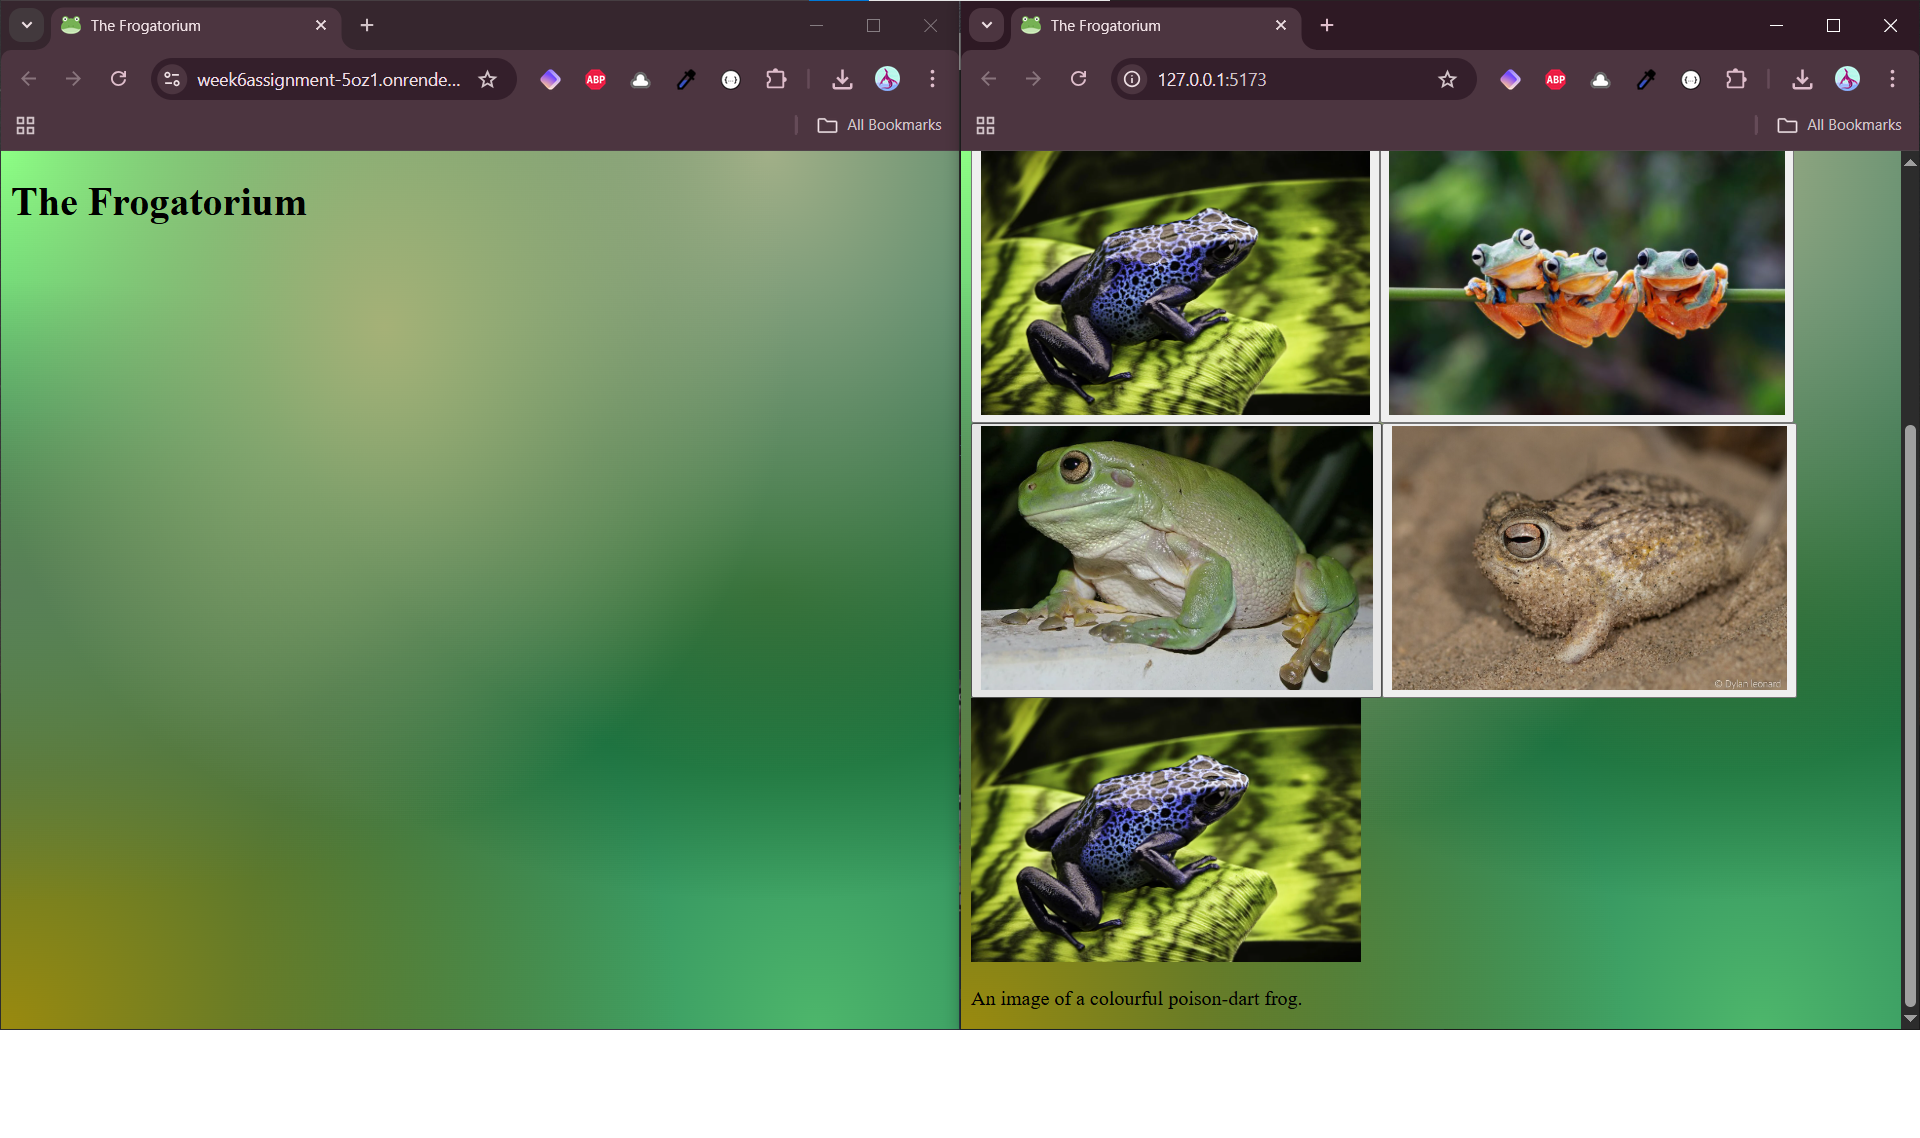 The Frogatorium
week6assignment-5oz1.onrende...
ABP
All Bookmarks
The Frogatorium
The Frogatorium
127.0.0.1:5173
ABP
All Bookmarks
© Dylan leonard
An image of a colourful poison-dart frog.